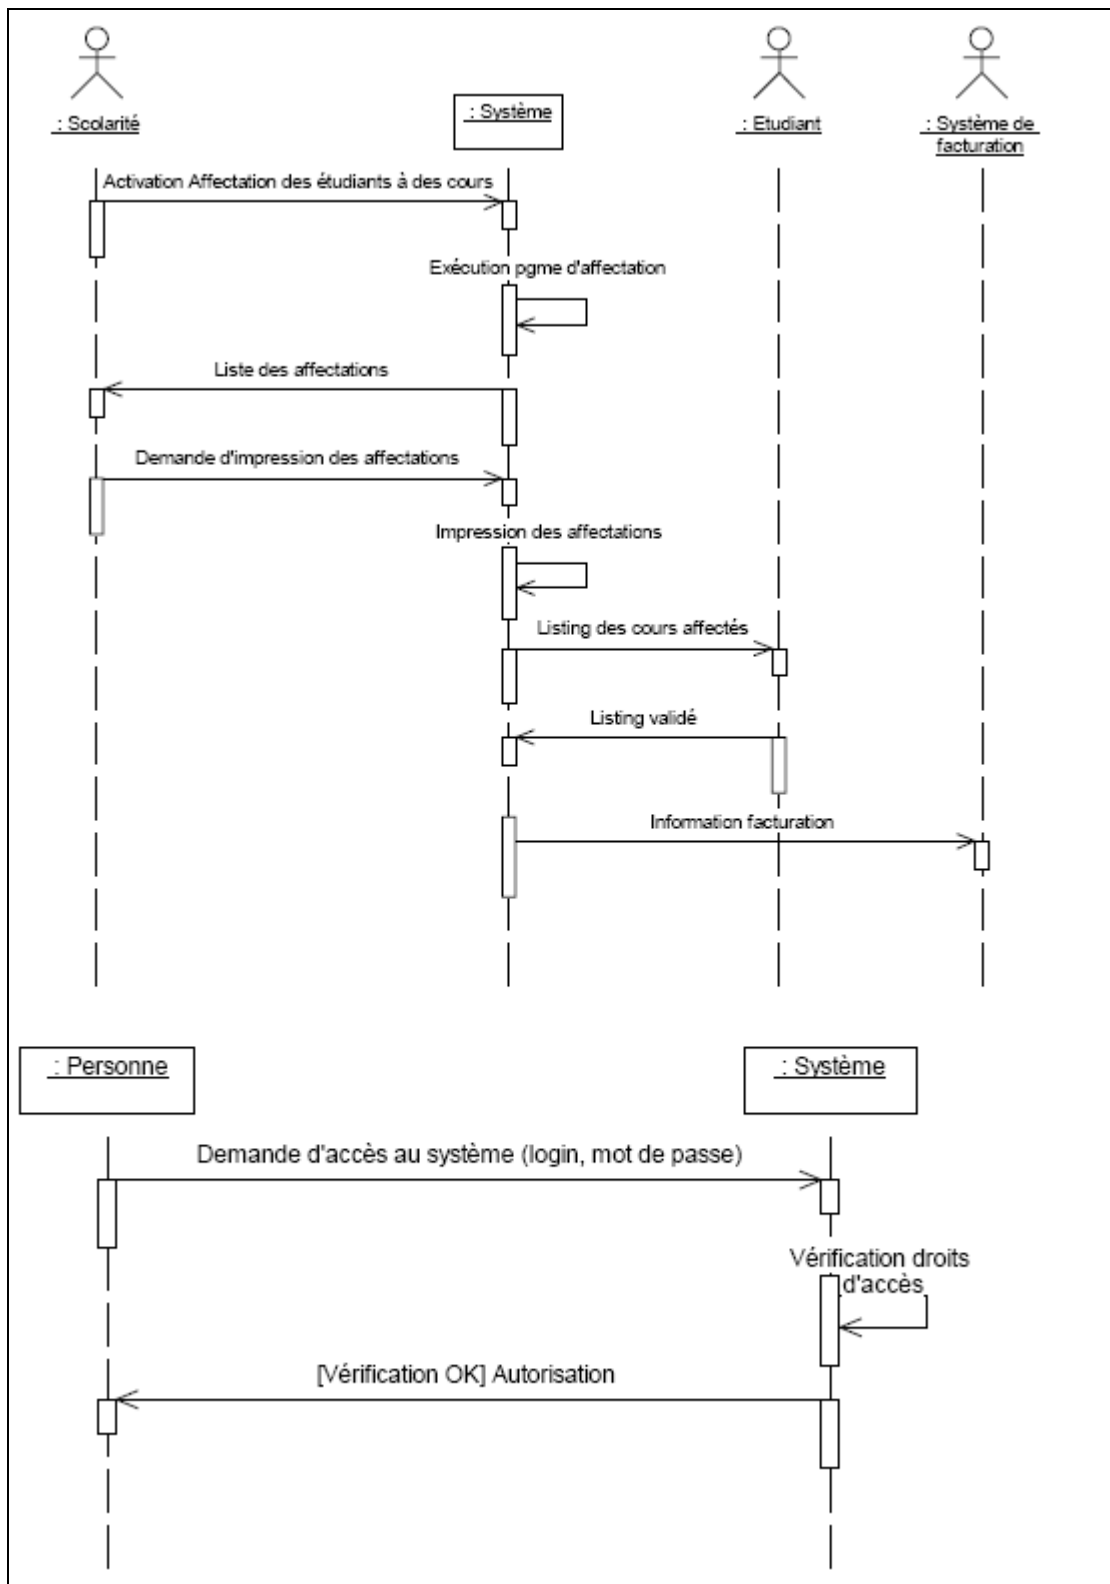 : Scolarité
: Système
: Etudiant
: Système de
facturation
Activation Affectation des étudiants à des cours
Exécution pgme d'affectation
Liste des affectations
Demande d'impression des affectations
Impression des affectations
Listing des cours affectés
Listing validé
Information facturation
: Personne
: Système
Demande d'accès au système (login, mot de passe)
Vérification droits
d'accès
[Vérification OK] Autorisation